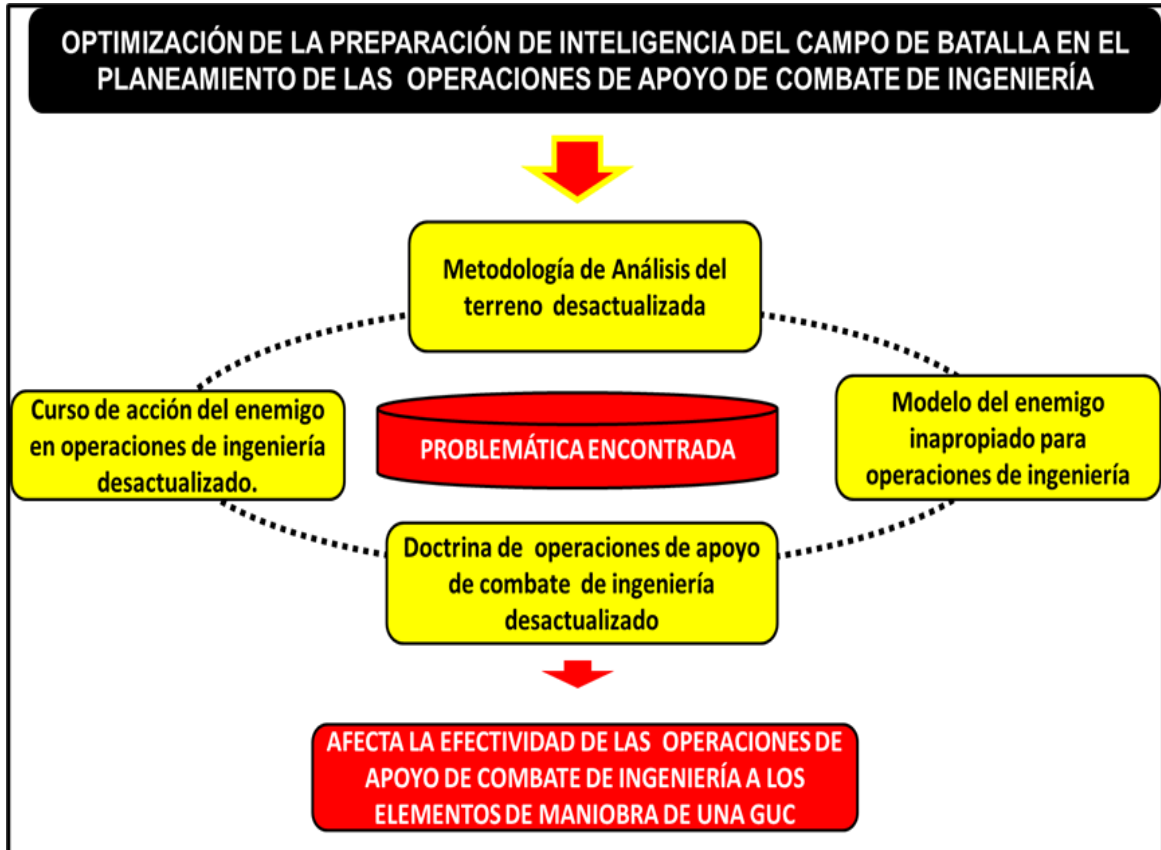 OPTIMIZACIÓN DE LA PREPARACIÓN DE INTELIGENCIA DEL CAMPO DE BATALLA EN EL
PLANEAMIENTO DE LAS OPERACIONES DE APOYO DE COMBATE DE INGENIERÍA
Metodología de Análisis del
terreno desactualizada
Curso de acción del enemigo
en operaciones de ingeniería
desactualizado.
PROBLEMÁTICA ENCONTRADA
Modelo del enemigo
inapropiado para
operaciones de ingeniería
Doctrina de operaciones de apoyo
de combate de ingeniería
desactualizado
AFECTA LA EFECTIVIDAD DE LAS OPERACIONES DE
APOYO DE COMBATE DE INGENIERÍA A LOS
ELEMENTOS DE MANIOBRA DE UNA GUC